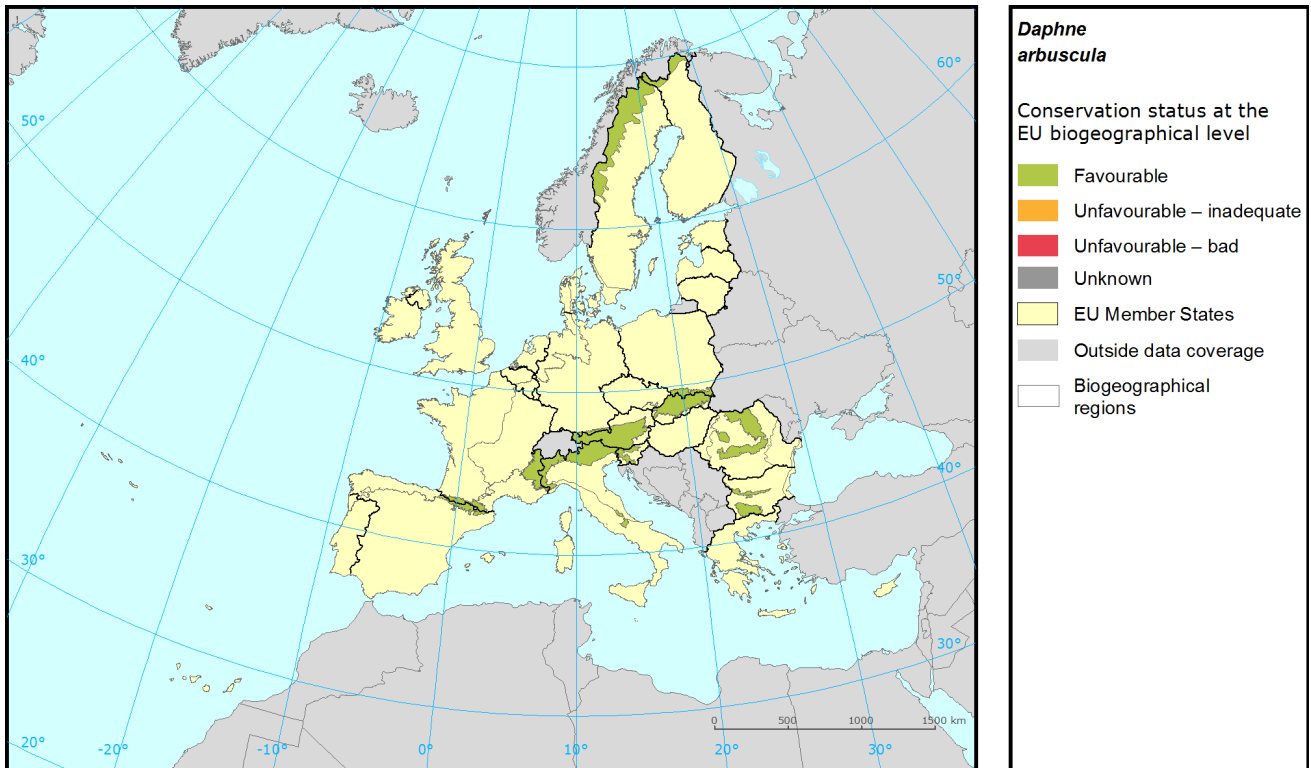 60°
50°
50°
40°
40°
30°
30°
0 500 1000 1500 km
20° -20° -10° 0° 10° 20° 30°
Daphne
arbuscula
Conservation status at the
EU biogeographical level
Favourable
Unfavourable – inadequate
Unfavourable – bad
Unknown
EU Member States
Outside data coverage
Biogeographical
regions